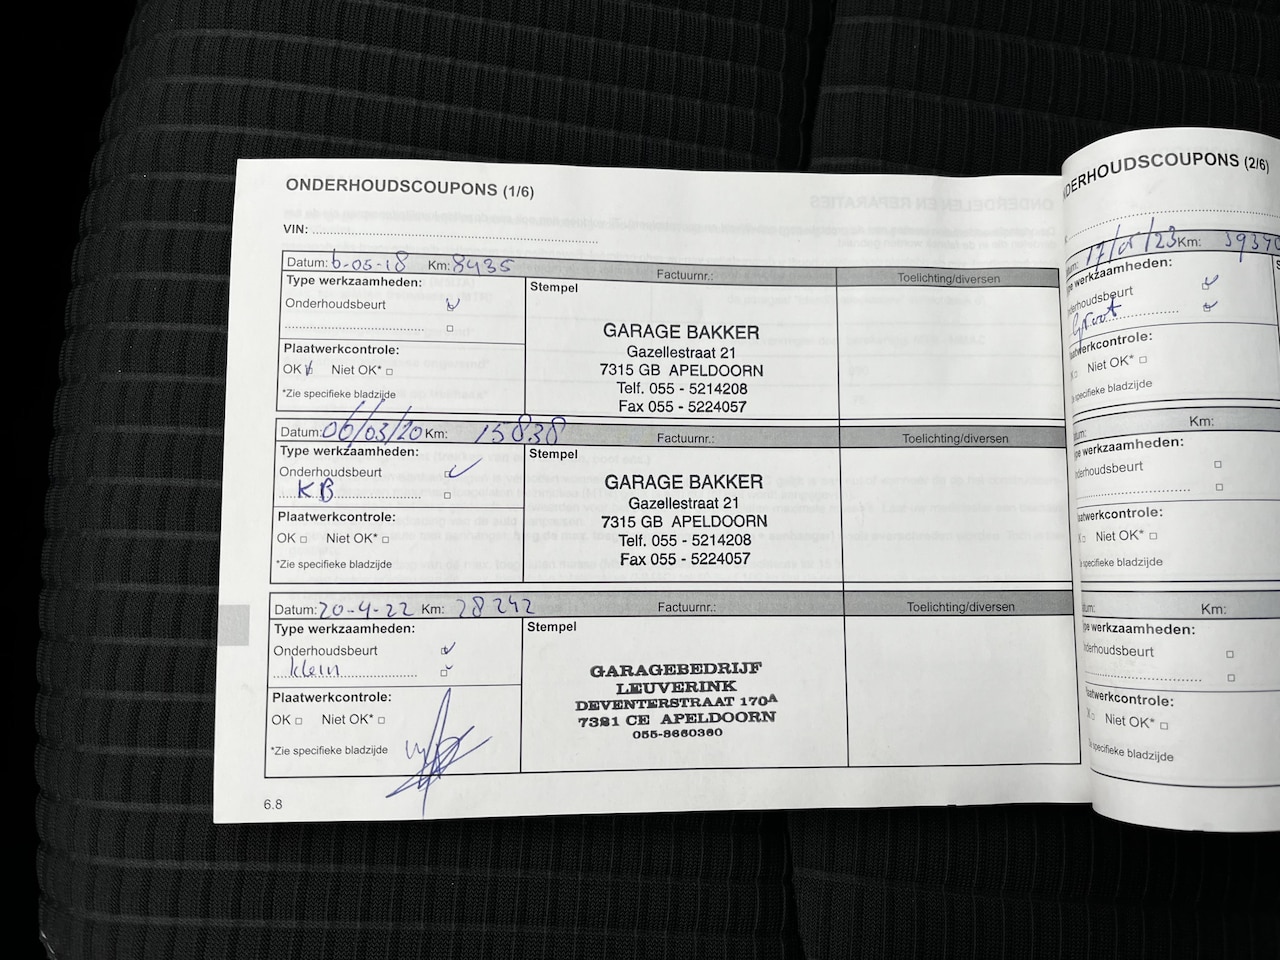 ONDERHOUDSCOUPONS (1/6)
VIN:
Datum: 6-05-18 Km: 8435 Factuurnr.: Toelichting/diversen
Type werkzaamheden:
Stempel
Onderhoudsbeurt
GARAGE BAKKER
Gazellestraat 21
7315 GB APELDOORN
Telf. 055 - 5214208
Fax 055 - 5224057
Plaatwerkcontrole:
OK Niet OK*
*Zie specifieke bladzijde
Datum: 06/03/20 Km: 15838 Factuurnr.: Toelichting/diversen
Type werkzaamheden:
Stempel
Onderhoudsbeurt
KB
GARAGE BAKKER
Gazellestraat 21
7315 GB APELDOORN
Telf. 055 - 5214208
Fax 055 - 5224057
Plaatwerkcontrole:
OK Niet OK*
*Zie specifieke bladzijde
Datum: 20-4-22 Km: 28242 Factuurnr.: Toelichting/diversen
Type werkzaamheden:
Stempel
Onderhoudsbeurt
klein
GARAGEBEDRIJF
LEUVERINK
DEVENTERSTRAAT 170A
7321 CE APELDOORN
055-8660360
Plaatwerkcontrole:
OK Niet OK*
*Zie specifieke bladzijde
6.8
ONDERHOUDSCOUPONS (2/6)
Km:
Type werkzaamheden:
Onderhoudsbeurt
Groot
Plaatwerkcontrole:
Niet OK*
specifieke bladzijde
Km:
Type werkzaamheden:
Onderhoudsbeurt
Plaatwerkcontrole:
Niet OK*
specifieke bladzijde
Km:
Type werkzaamheden:
Onderhoudsbeurt
Plaatwerkcontrole:
Niet OK*
specifieke bladzijde